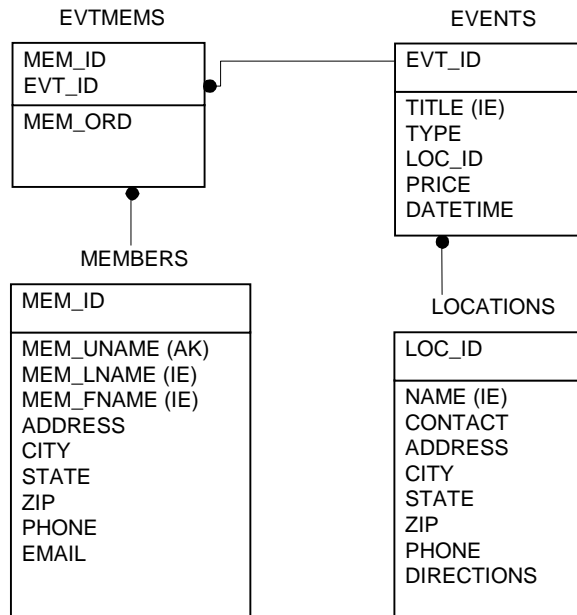 EVTMEMS
MEM_ID
EVT_ID
MEM_ORD
EVENTS
EVT_ID
TITLE (IE)
TYPE
LOC_ID
PRICE
DATETIME
MEMBERS
MEM_ID
MEM_UNAME (AK)
MEM_LNAME (IE)
MEM_FNAME (IE)
ADDRESS
CITY
STATE
ZIP
PHONE
EMAIL
LOCATIONS
LOC_ID
NAME (IE)
CONTACT
ADDRESS
CITY
STATE
ZIP
PHONE
DIRECTIONS